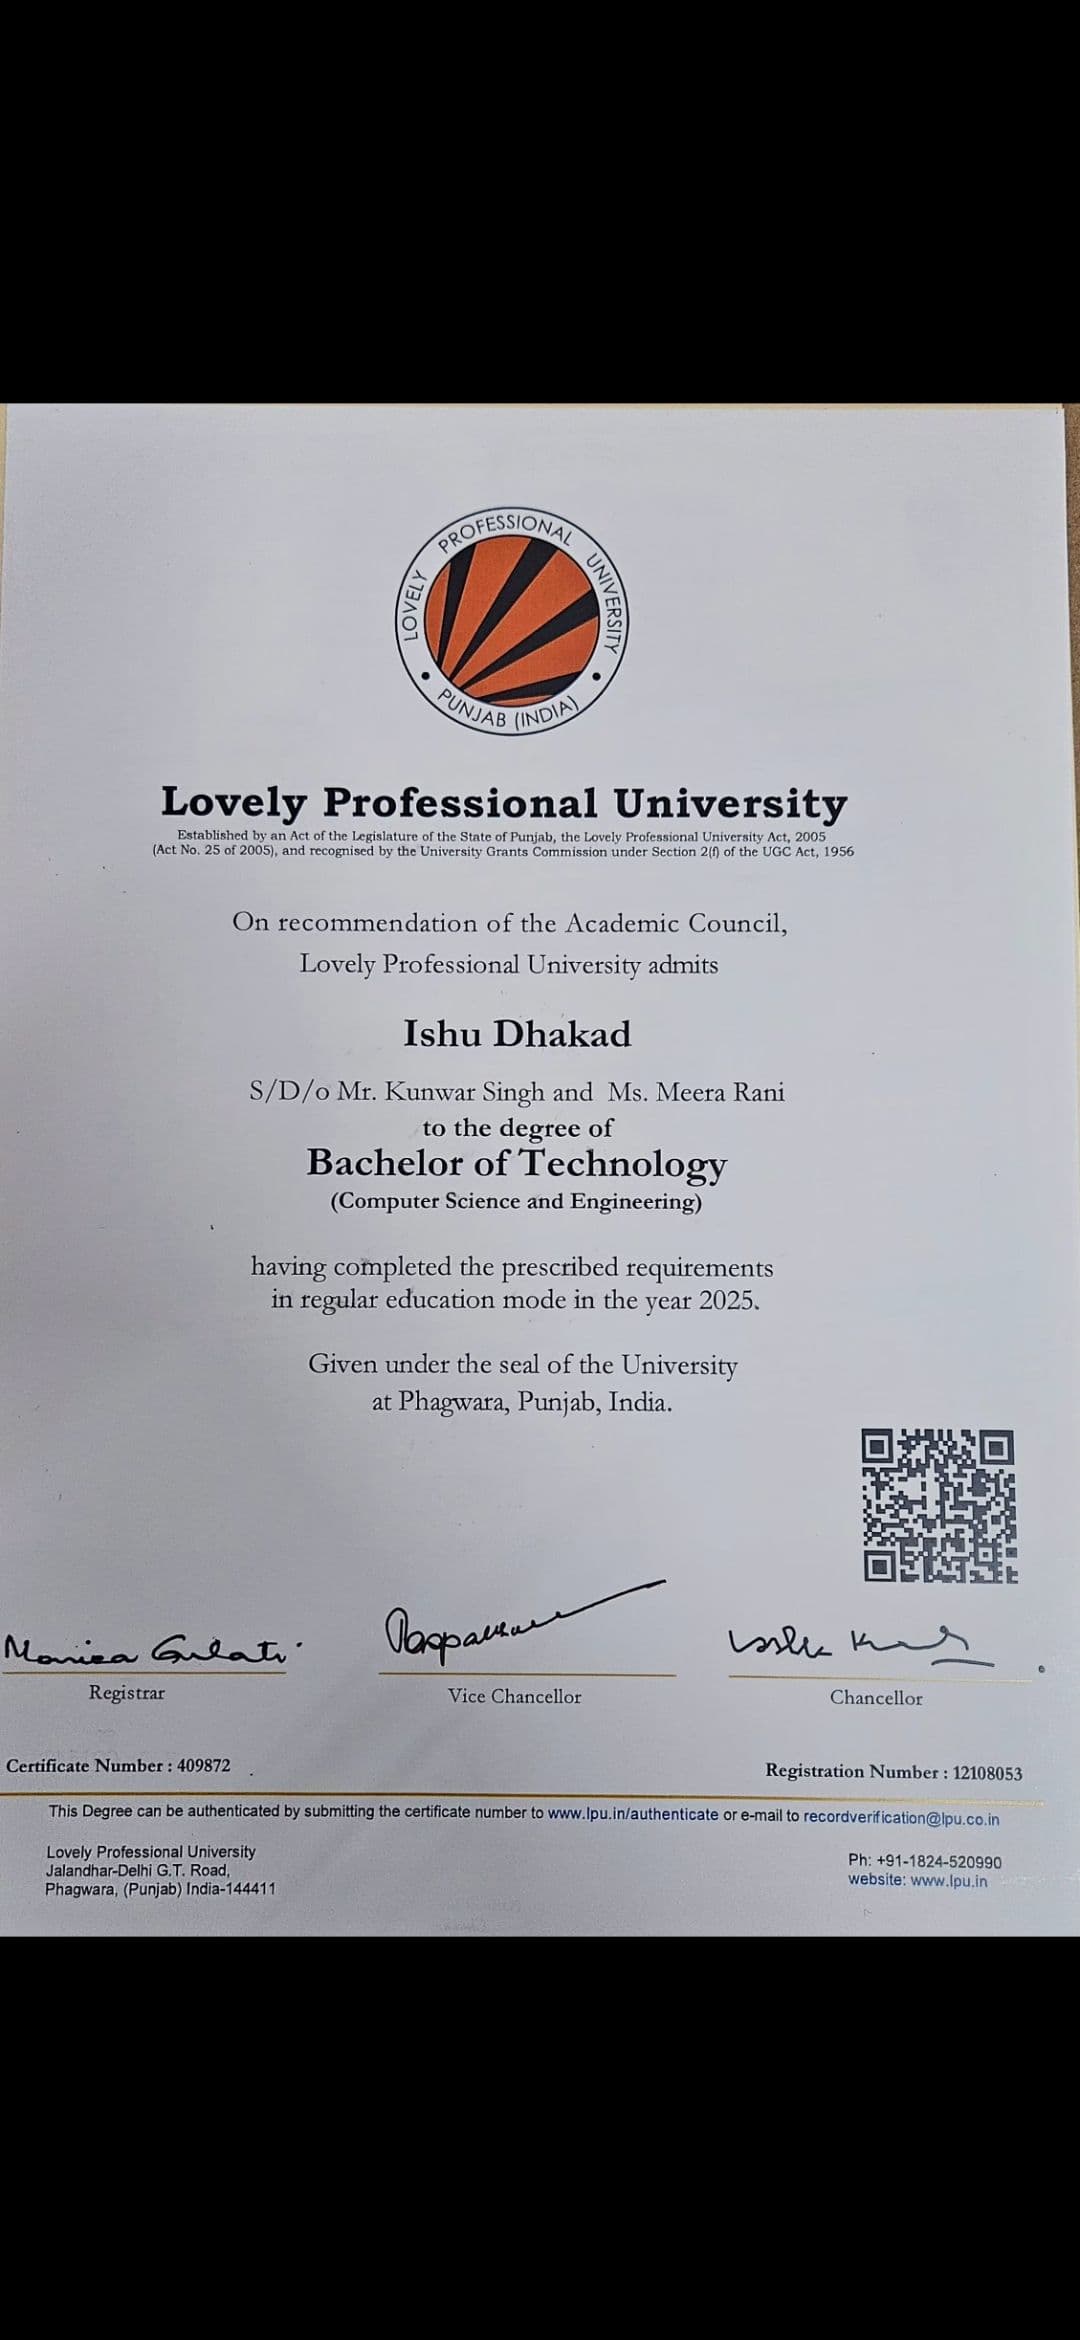 LOVELY PROFESSIONAL UNIVERSITY
PUNJAB (INDIA)
Lovely Professional University
Established by an Act of the Legislature of the State of Punjab, the Lovely Professional University Act, 2005
(Act No. 25 of 2005), and recognised by the University Grants Commission under Section 2(f) of the UGC Act, 1956
On recommendation of the Academic Council,
Lovely Professional University admits
Ishu Dhakad
S/D/o Mr. Kunwar Singh and Ms. Meera Rani
to the degree of
Bachelor of Technology
(Computer Science and Engineering)
having completed the prescribed requirements
in regular education mode in the year 2025.
Given under the seal of the University
at Phagwara, Punjab, India.
Monica Gulati
Registrar
Vice Chancellor
Chancellor
Certificate Number : 409872
Registration Number : 12108053
This Degree can be authenticated by submitting the certificate number to www.lpu.in/authenticate or e-mail to recordverification@lpu.co.in
Lovely Professional University
Jalandhar-Delhi G.T. Road,
Phagwara, (Punjab) India-144411
Ph: +91-1824-520990
website: www.lpu.in